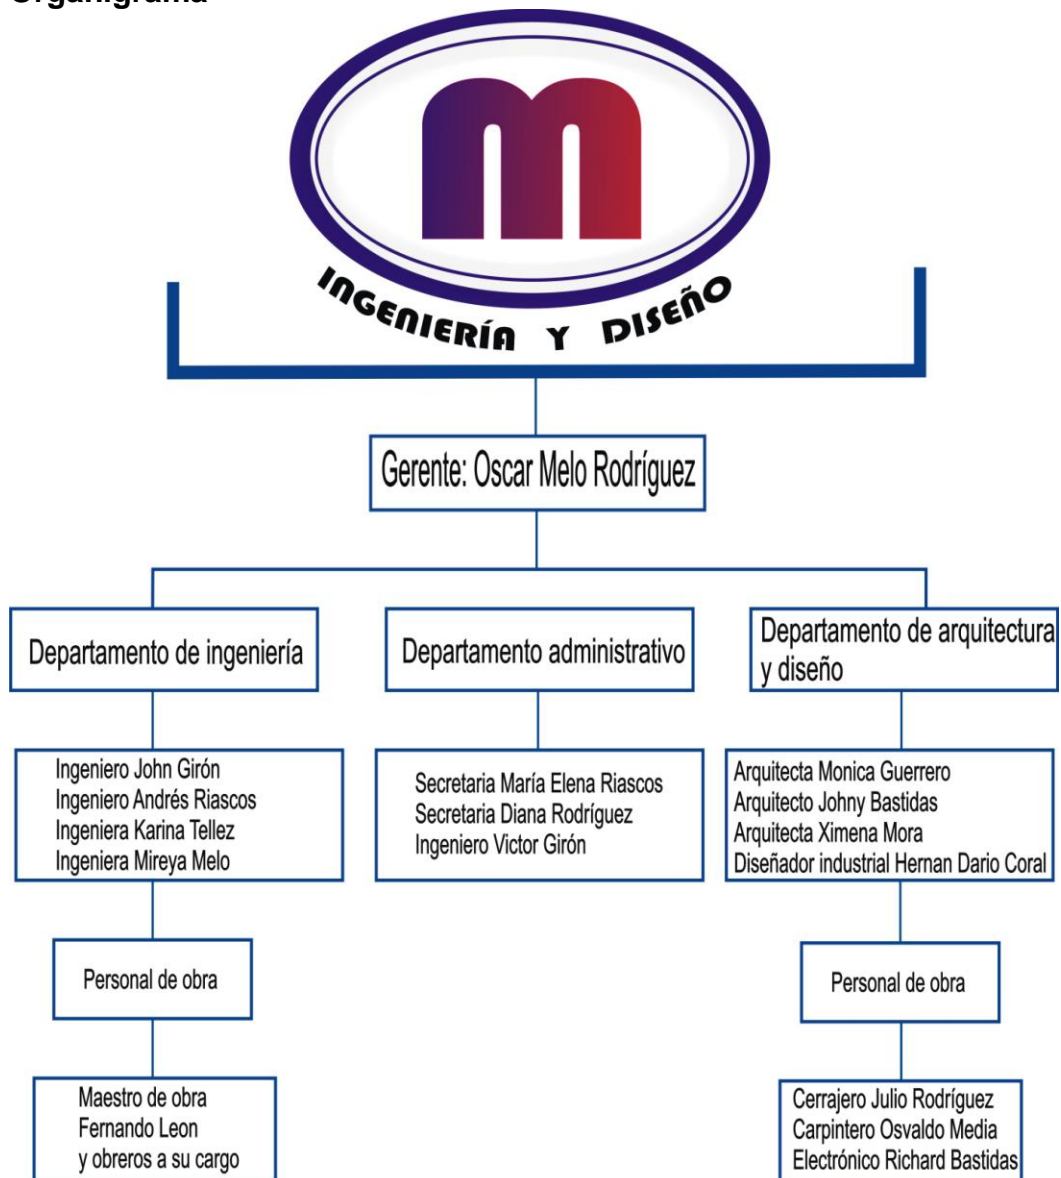 Organigrama
m
INGENIERÍA Y DISEÑO
Gerente: Oscar Melo Rodríguez
Departamento de ingeniería
Departamento administrativo
Departamento de arquitectura
y diseño
Ingeniero John Girón
Ingeniero Andrés Riascos
Ingeniera Karina Tellez
Ingeniera Mireya Melo
Secretaria María Elena Riascos
Secretaria Diana Rodríguez
Ingeniero Victor Girón
Arquitecta Monica Guerrero
Arquitecto Johny Bastidas
Arquitecta Ximena Mora
Diseñador industrial Hernan Dario Coral
Personal de obra
Personal de obra
Maestro de obra
Fernando Leon
y obreros a su cargo
Cerrajero Julio Rodríguez
Carpintero Osvaldo Media
Electrónico Richard Bastidas